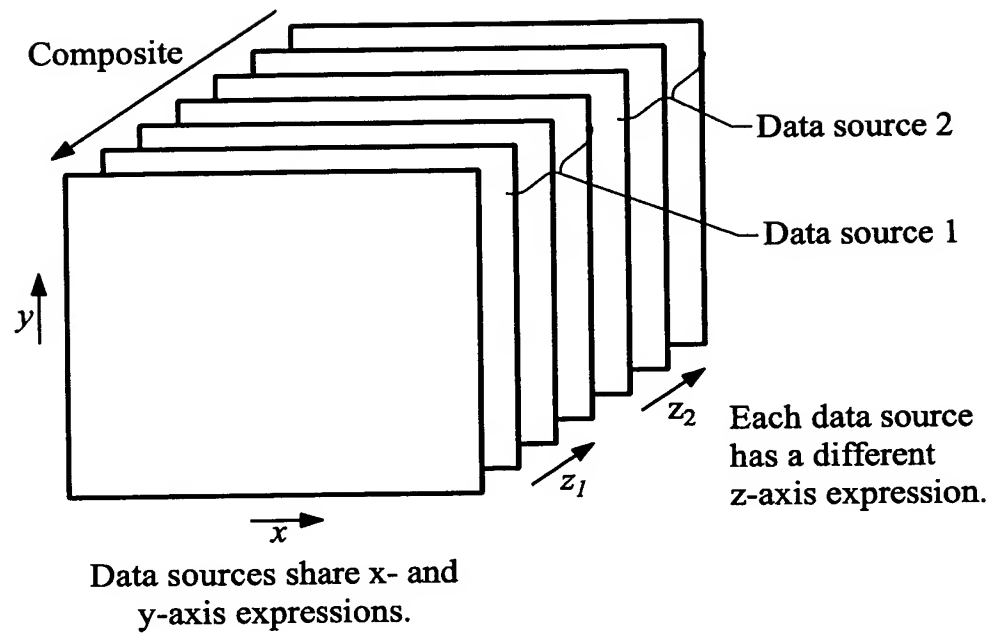 Composite
Data source 2
Data source 1
y
z2
z1
Each data source
has a different
z-axis expression.
x
Data sources share x- and
y-axis expressions.